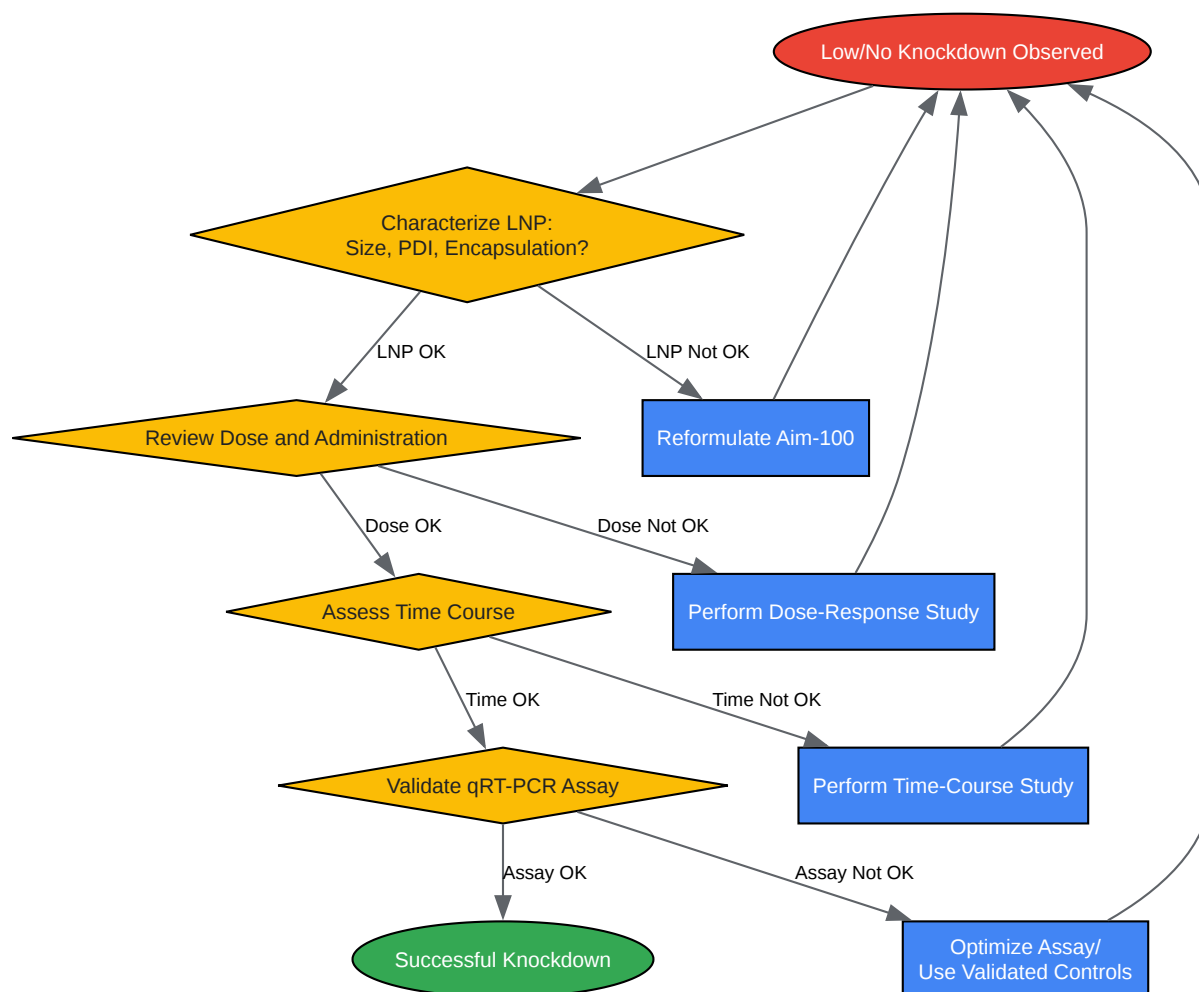 Low/No Knockdown Observed
Characterize LNP:
Size, PDI, Encapsulation?
LNP OK
LNP Not OK
Review Dose and Administration
Reformulate Aim-100
Dose OK
Dose Not OK
Assess Time Course
Perform Dose-Response Study
Time OK
Time Not OK
Validate qRT-PCR Assay
Perform Time-Course Study
Assay OK
Assay Not OK
Successful Knockdown
Optimize Assay/
Use Validated Controls